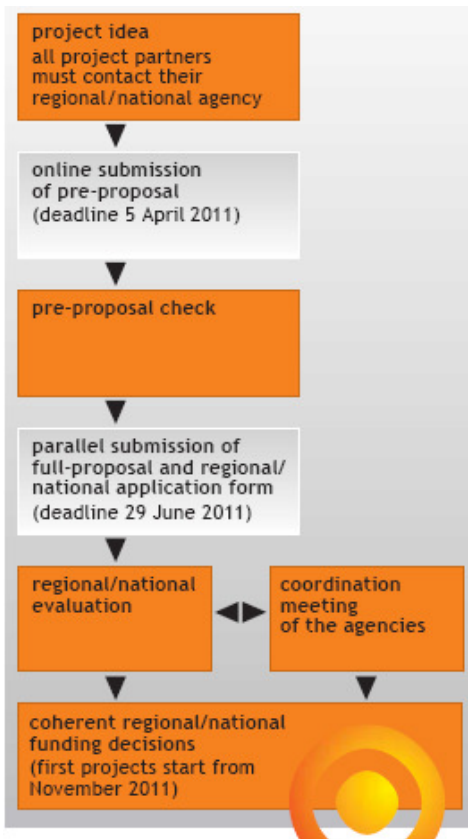 project idea
all project partners
must contact their
regional/national agency
online submission
of pre-proposal
(deadline 5 April 2011)
pre-proposal check
parallel submission of
full-proposal and regional/
national application form
(deadline 29 June 2011)
regional/national
evaluation
coordination
meeting
of the agencies
coherent regional/national
funding decisions
(first projects start from
November 2011)